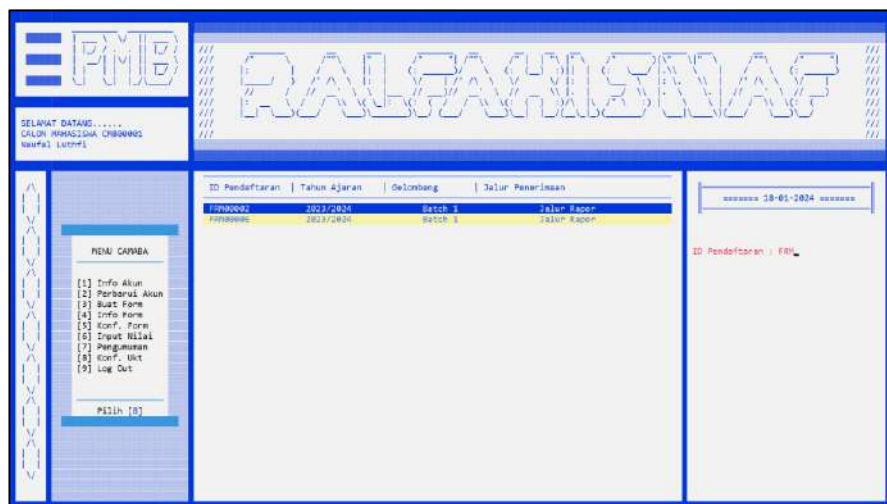 PMB
RALFAHISNAF
SELAMAT DATANG......
CALON MAHASISWA CMB00001
Naufal Luthfi
ID Pendaftaran | Tahun Ajaran | Gelombang | Jalur Penerimaan
FRM00002 2023/2024 Batch 1 Jalur Rapor
FRM00006 2023/2024 Batch 1 Jalur Rapor
======= 18-01-2024 =======
ID Pendaftaran : FRM_
MENU CAMABA
[1] Info Akun
[2] Perbarui Akun
[3] Buat Form
[4] Info Form
[5] Konf. Form
[6] Input Nilai
[7] Pengumuman
[8] Konf. Ukt
[9] Log Out
Pilih [8]